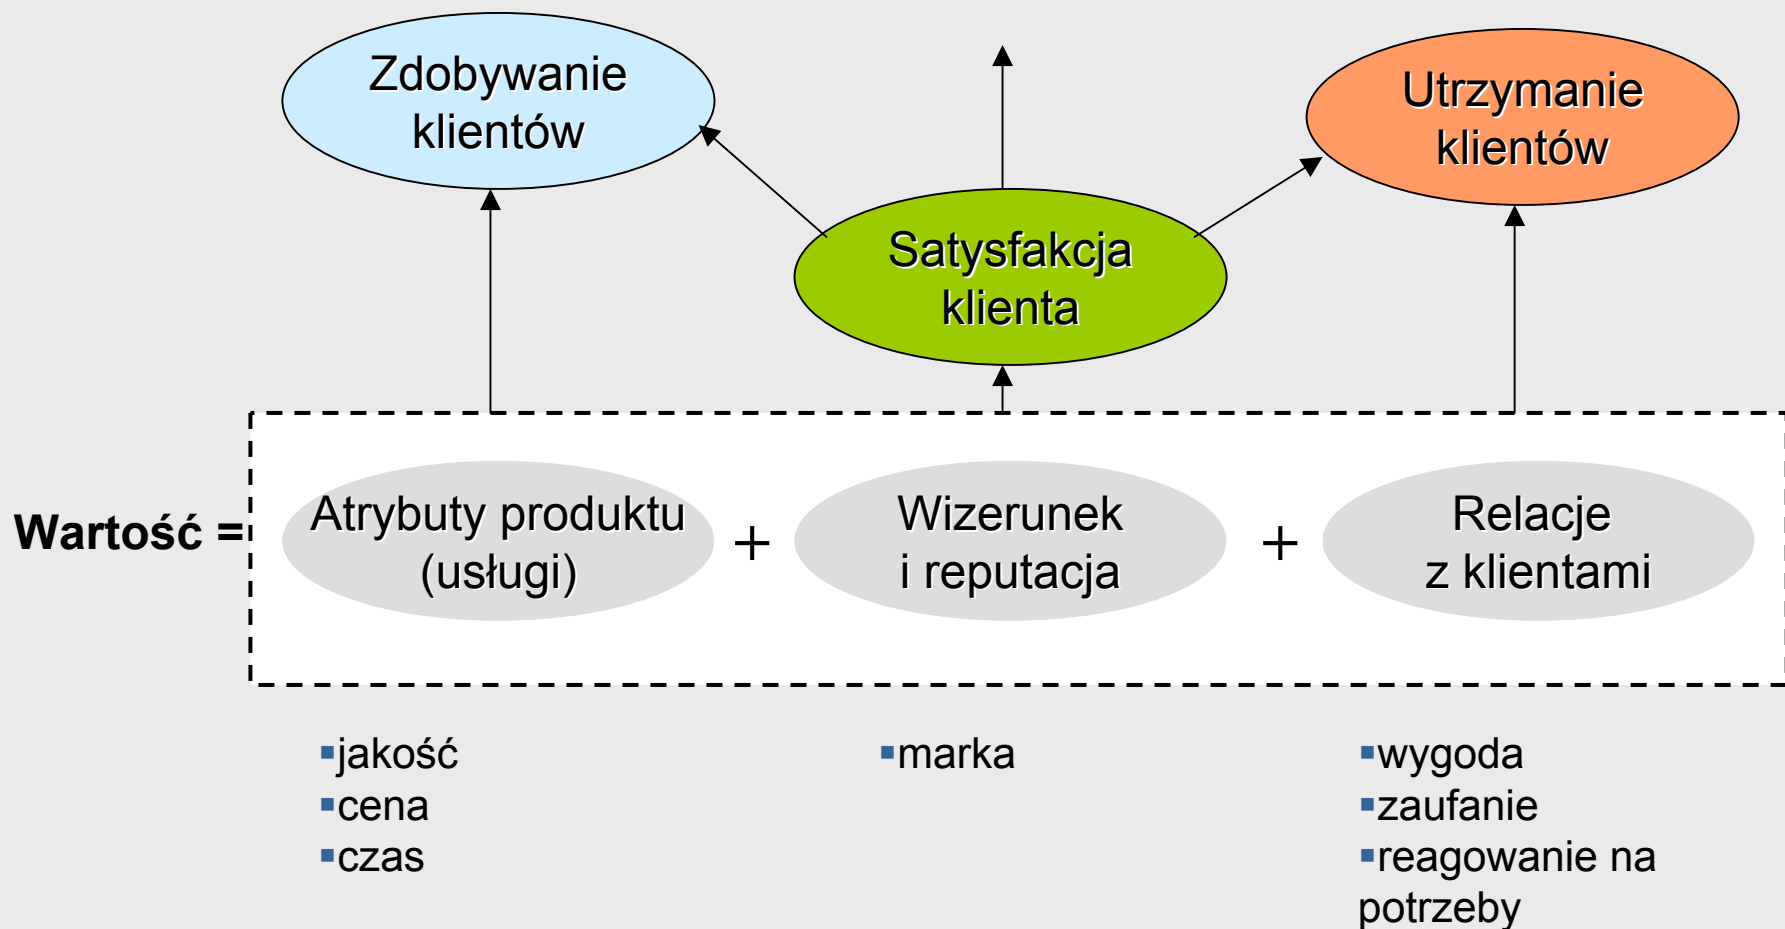 Zdobywanie
klientów
Utrzymanie
klientów
Satysfakcja
klienta
Wartość =
Atrybuty produktu
(usługi)
+
Wizerunek
i reputacja
+
Relacje
z klientami
▪jakość
▪cena
▪czas
▪marka
▪wygoda
▪zaufanie
▪reagowanie na
potrzeby